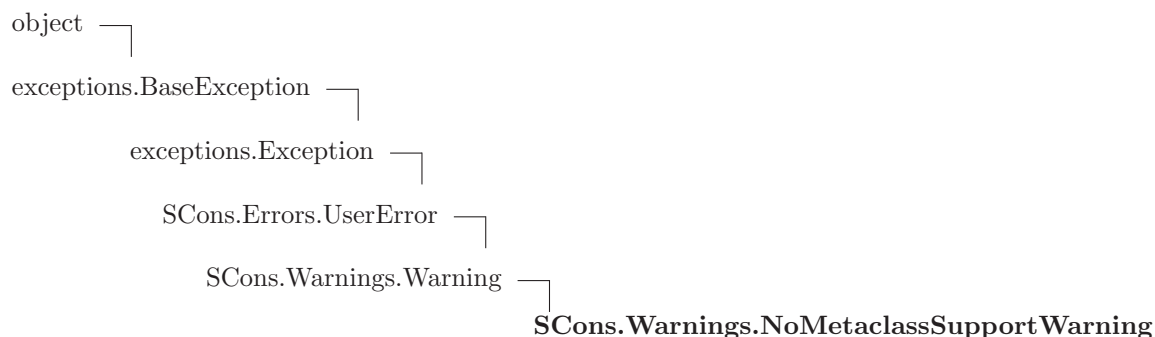 object
exceptions.BaseException
exceptions.Exception
SCons.Errors.UserError
SCons.Warnings.Warning
SCons.Warnings.NoMetaclassSupportWarning